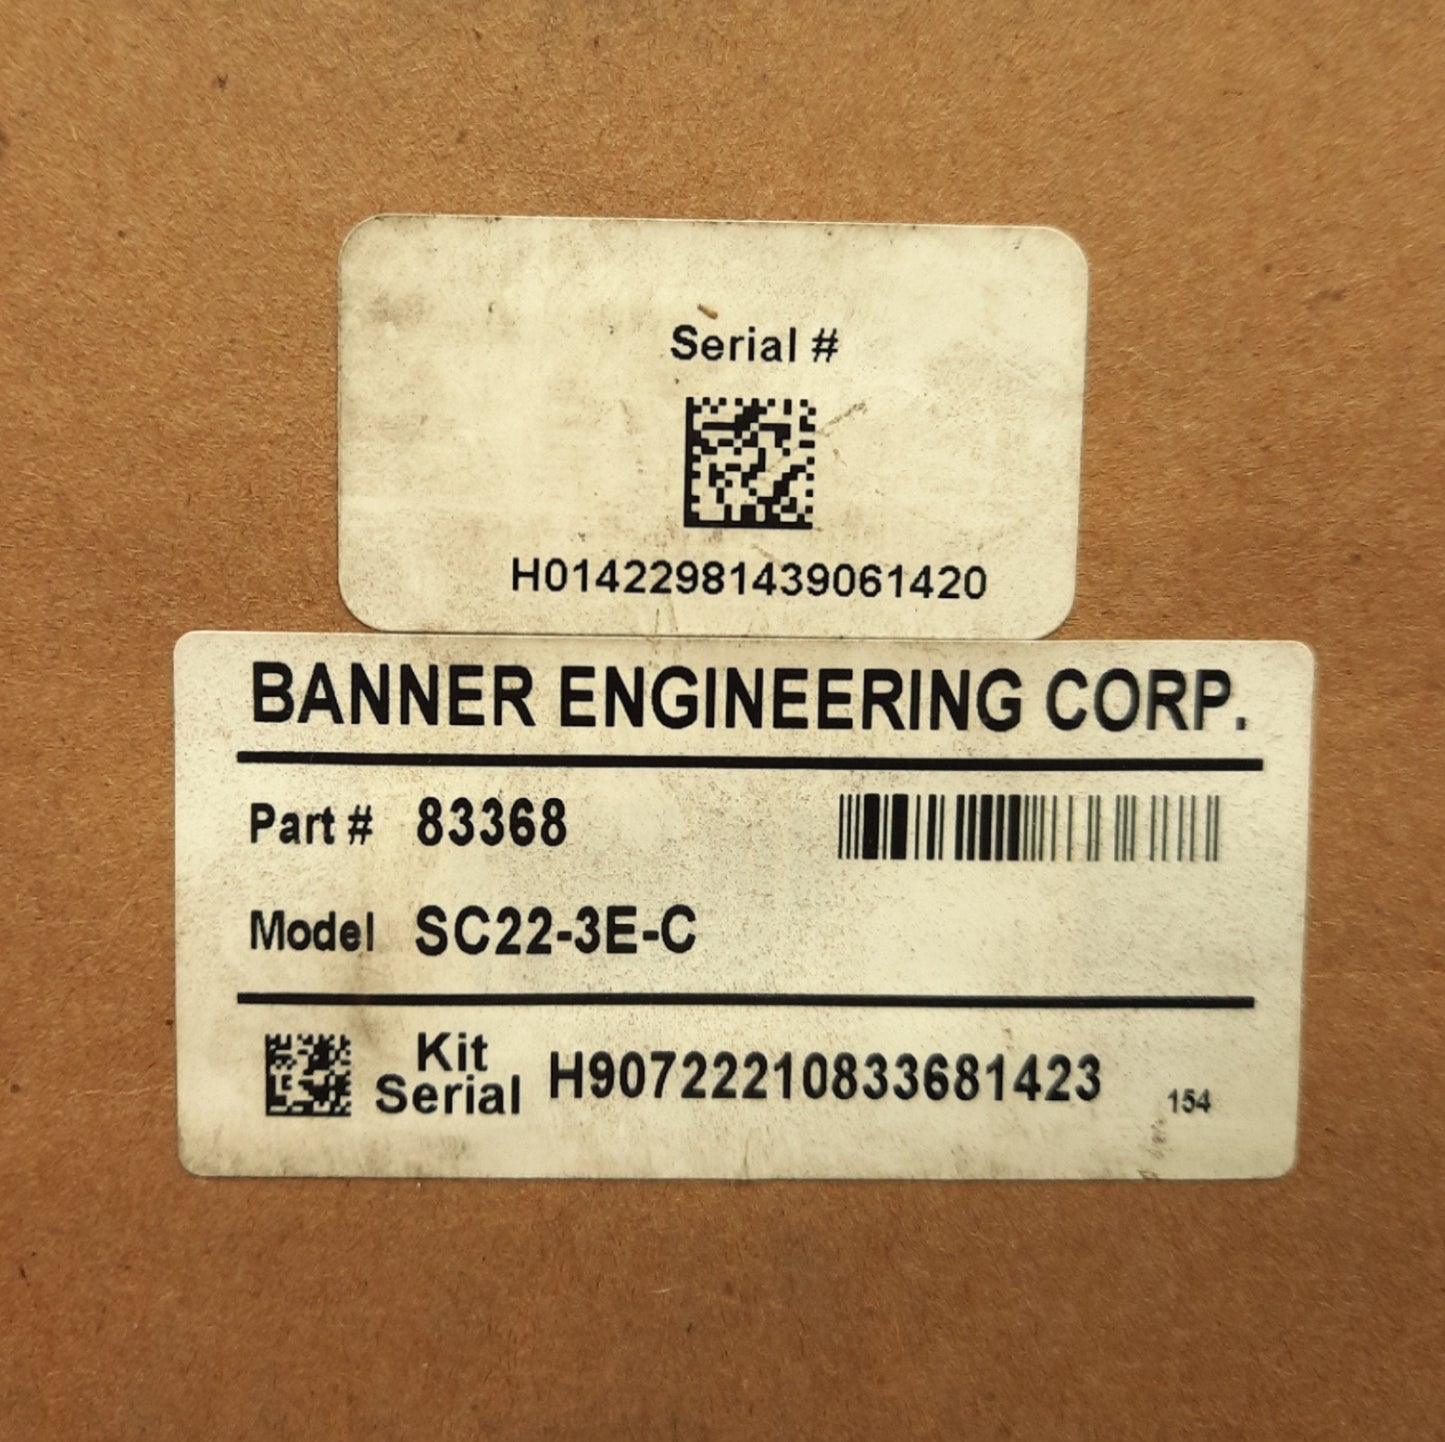 Serial #
H01422981439061420
BANNER ENGINEERING CORP.
Part # 83368
Model SC22-3E-C
Kit
Serial H90722210833681423 154